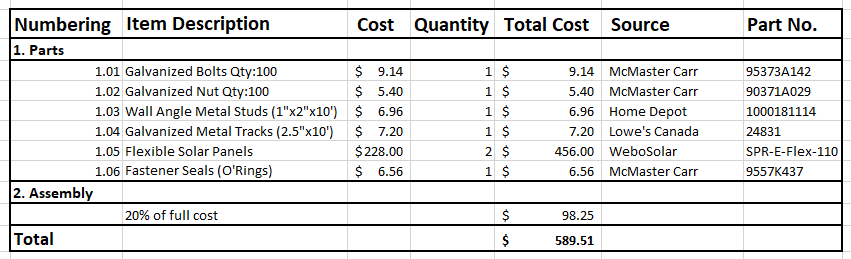 Numbering Item Description Cost Quantity Total Cost Source Part No.
1. Parts
1.01 Galvanized Bolts Qty:100 $ 9.14 1 $ 9.14 McMaster Carr 95373A142
1.02 Galvanized Nut Qty:100 $ 5.40 1 $ 5.40 McMaster Carr 90371A029
1.03 Wall Angle Metal Studs (1"x2"x10') $ 6.96 1 $ 6.96 Home Depot 1000181114
1.04 Galvanized Metal Tracks (2.5"x10') $ 7.20 1 $ 7.20 Lowe's Canada 24831
1.05 Flexible Solar Panels $228.00 2 $ 456.00 WeboSolar SPR-E-Flex-110
1.06 Fastener Seals (O'Rings) $ 6.56 1 $ 6.56 McMaster Carr 9557K437
2. Assembly
20% of full cost $ 98.25
Total $ 589.51